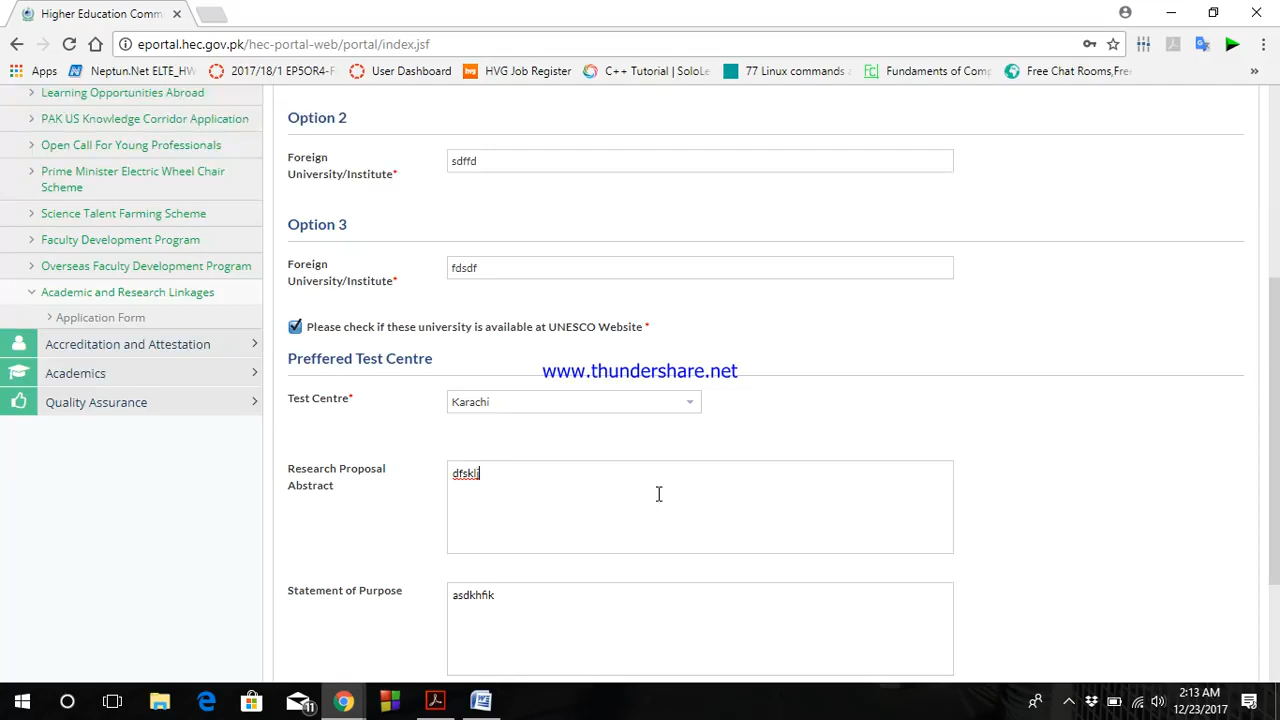 Higher Education Comm
eportal.hec.gov.pk/hec-portal-web/portal/index.jsf
Apps
Neptun.Net ELTE_HW
2017/18/1 EP5G54-F
User Dashboard
HVG Job Register
C++ Tutorial | SoloLe
77 Linux commands
Fundaments of Comp
Free Chat Rooms,Fre
»
Learning Opportunities Abroad
PAK US Knowledge Corridor Application
Open Call For Young Professionals
Prime Minister Electric Wheel Chair
Scheme
Science Talent Farming Scheme
Faculty Development Program
Overseas Faculty Development Program
Academic and Research Linkages
Application Form
Accreditation and Attestation
Academics
Quality Assurance
Option 2
Foreign
University/Institute*
sdffd
Option 3
Foreign
University/Institute*
fdsdf
Please check if these university is available at UNESCO Website *
Preffered Test Centre
www.thundershare.net
Test Centre*
Karachi
Research Proposal
Abstract
dfsklj
Statement of Purpose
asdkhfik
11
2:13 AM
12/23/2017